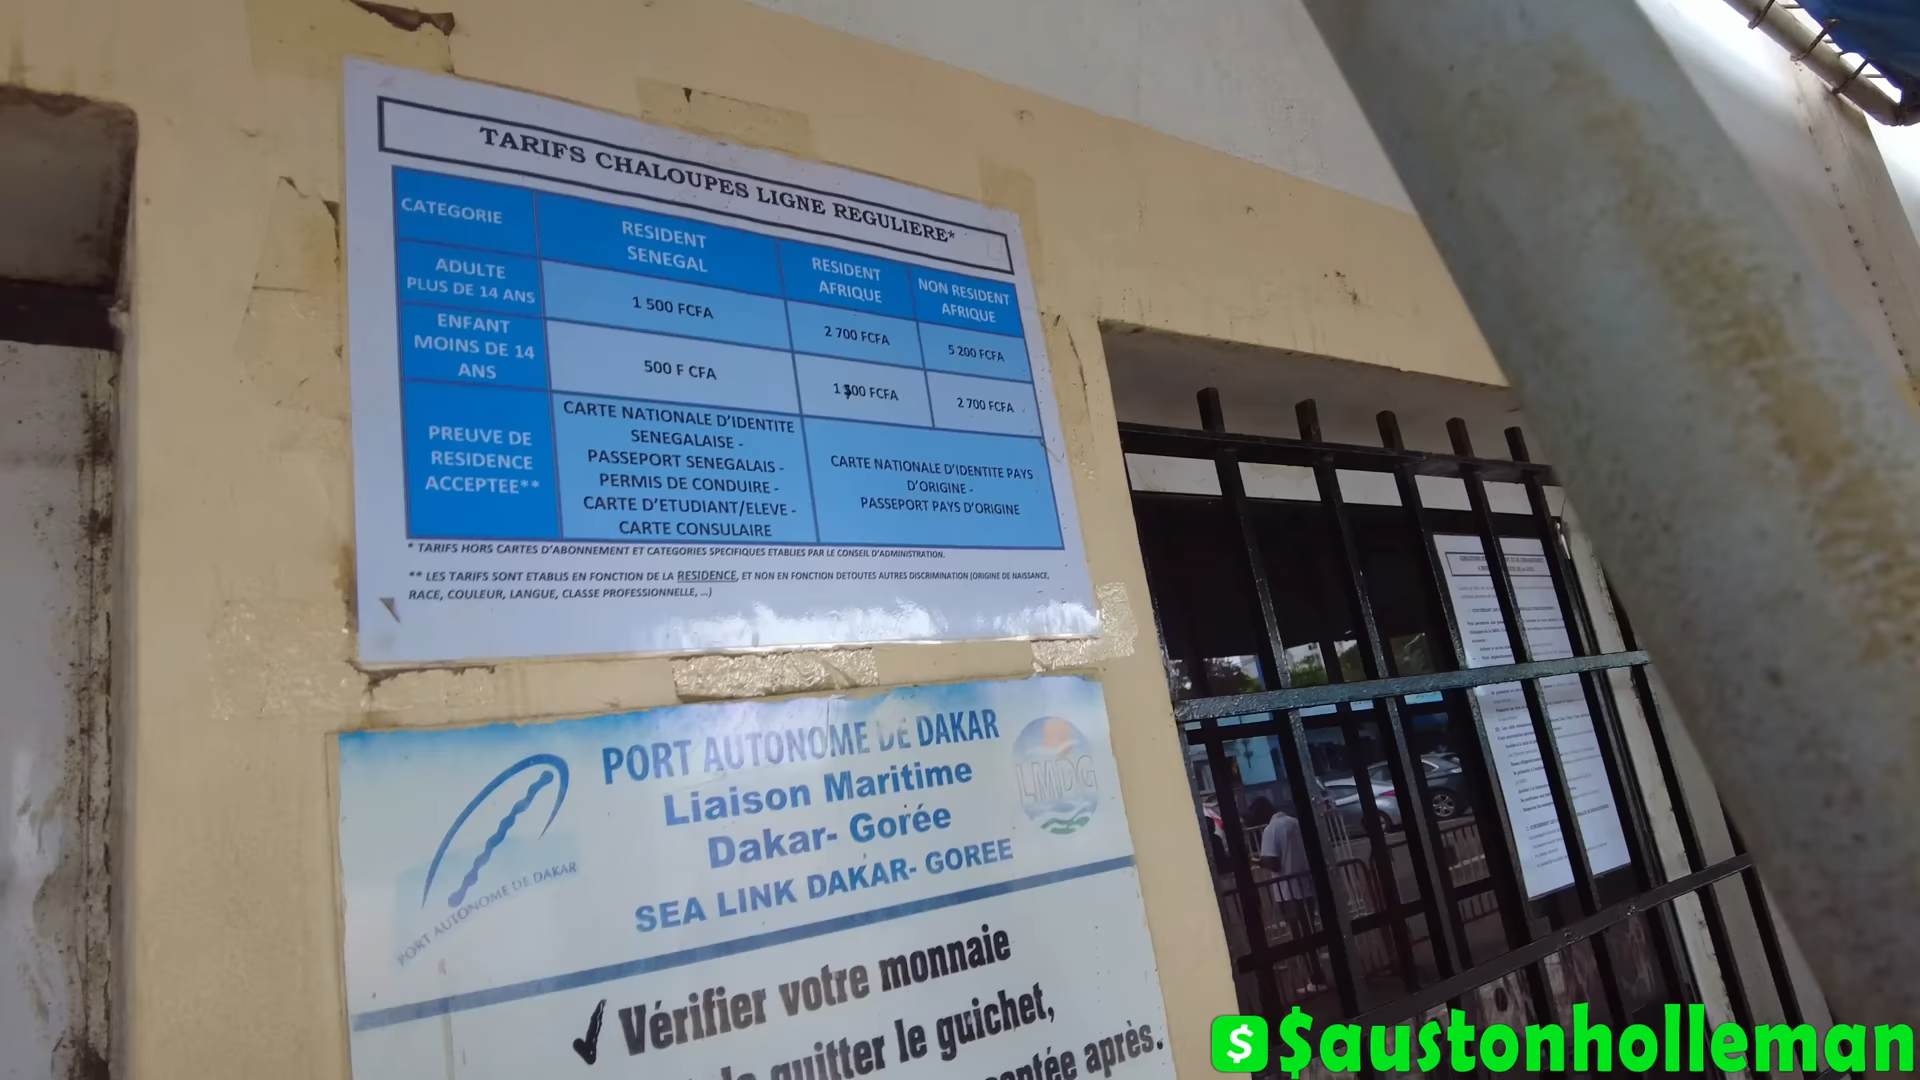 TARIFS CHALOUPES LIGNE REGULIERE*
CATEGORIE
RESIDENT
SENEGAL
RESIDENT
AFRIQUE
NON RESIDENT
AFRIQUE
ADULTE
PLUS DE 14 ANS
1 500 FCFA
2 700 FCFA
5 200 FCFA
ENFANT
MOINS DE 14
ANS
500 F CFA
FCFA
2 700 FCFA
PREUVE DE
RESIDENCE
ACCEPTEE**
CARTE NATIONALE D'IDENTITE
SENEGALAISE -
PASSEPORT SENEGALAIS -
PERMIS DE CONDUIRE -
CARTE D'ETUDIANT/ELEVE -
CARTE CONSULAIRE
CARTE NATIONALE D'IDENTITE PAYS
D'ORIGINE -
PASSEPORT PAYS D'ORIGINE
* TARIFS HORS CARTES D'ABONNEMENT ET CATEGORIES SPECIFIQUES ETABLIES PAR LE CONSEIL D'ADMINISTRATION.
** LES TARIFS SONT ETABLIS EN FONCTION DE LA RESIDENCE, ET NON EN FONCTION DETOUTES AUTRES DISCRIMINATION (ORIGINE DE NAISSANCE,
RACE, COULEUR, LANGUE, CLASSE PROFESSIONNELLE, ...)
PORT AUTONOME DE DAKAR
Liaison Maritime
Dakar- Gorée
SEA LINK DAKAR- GOREE
PORT AUTONOME DE DAKAR
LMDG
✓ Vérifier votre monnaie
quitter le guichet,
après.
$austonholleman